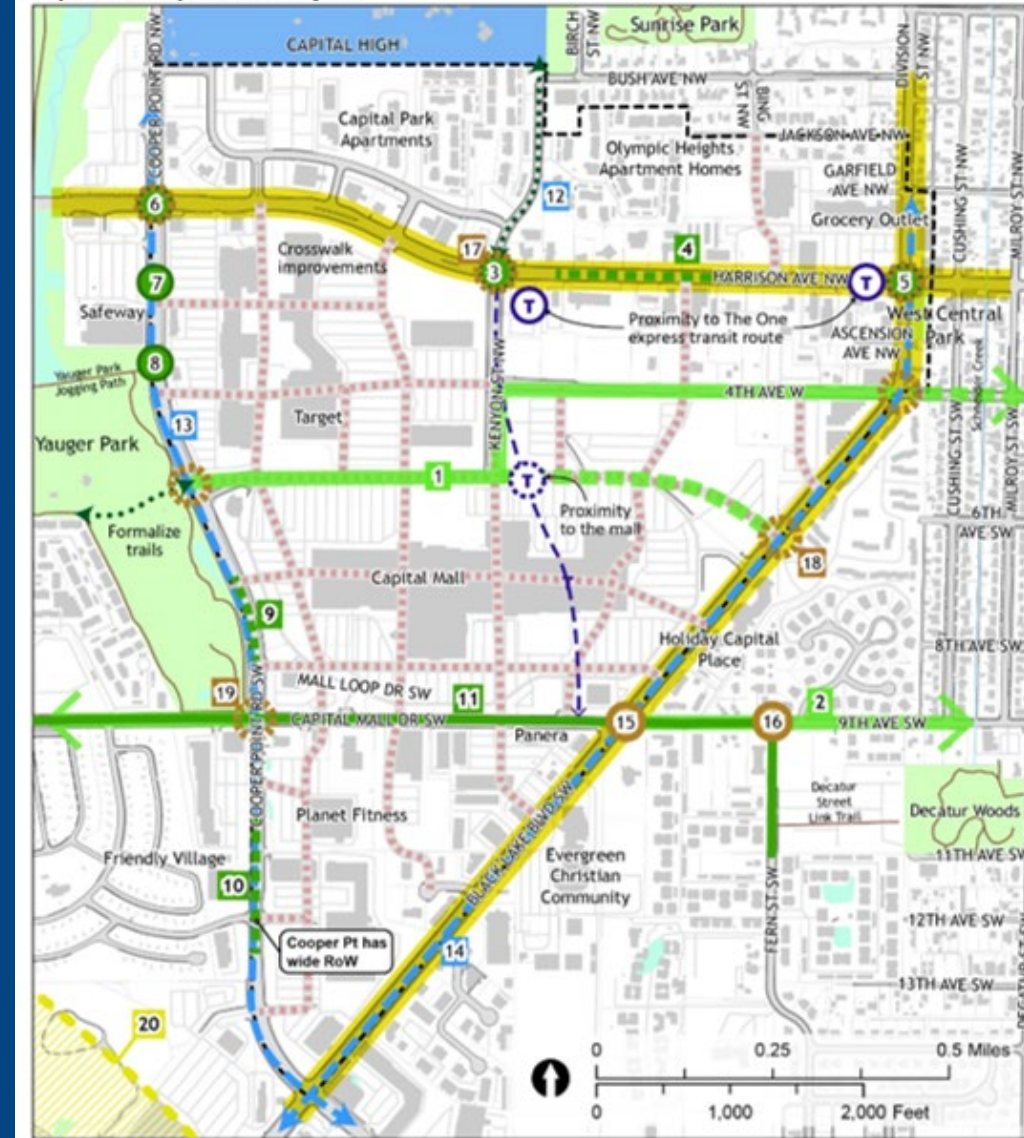 CAPITAL HIGH
BIRCH
ST NW
Sunrise Park
DIVISION
ST NW
COOPER POINT RD NW
BUSH AVE NW
BING
ST NW
Capital Park
Apartments
JACKSON AVE NW
Olympic Heights
Apartment Homes
GARFIELD
AVE NW
CUSHING ST NW
MILROY ST NW
12
6
Grocery Outlet
17
Crosswalk
improvements
3
4
7
HARRISON AVE NW
T
5
Safeway
T
Proximity to The One
express transit route
West Central
Park
ASCENSION
AVE NW
KENYON ST NW
8
Yauger Park
Jogging Path
4TH AVE W
Schneider Creek
Target
13
CUSHING ST SW
MILROY ST SW
Yauger Park
1
T
Proximity
to the mall
6TH
AVE SW
Formalize
trails
18
Capital Mall
9
Holiday Capital
Place
8TH AVE SW
19
MALL LOOP DR SW
11
2
CAPITAL MALL DR SW
15
16
9TH AVE SW
Panera
COOPER POINT RD SW
Decatur
Street
Link Trail
Planet Fitness
Decatur Woods
BLACK LAKE BLVD SW
Friendly Village
Evergreen
Christian
Community
11TH AVE SW
10
FERN ST SW
12TH AVE SW
Cooper Pt has
wide RoW
14
13TH AVE SW
DECATUR ST SW
20
0 0.25 0.5 Miles
0 1,000 2,000 Feet